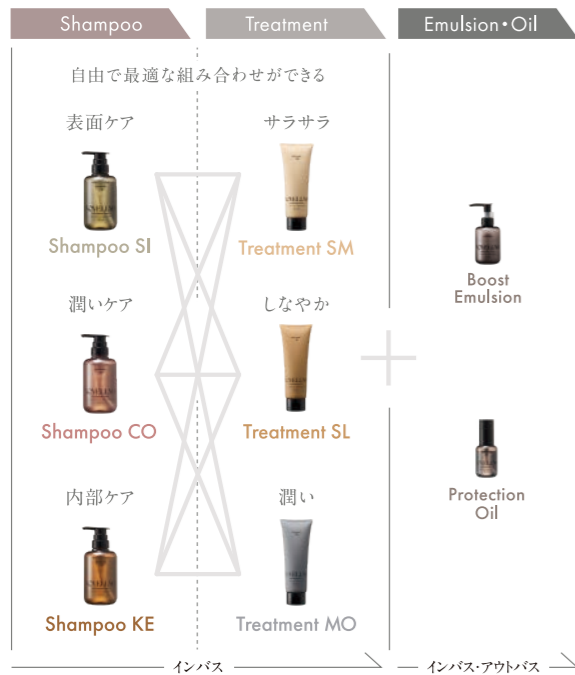 Shampoo
Treatment
Emulsion・Oil
自由で最適な組み合わせができる
表面ケア
サラサラ
Shampoo SI
Treatment SM
Boost
Emulsion
潤いケア
しなやか
Shampoo CO
Treatment SL
Protection
Oil
内部ケア
潤い
Shampoo KE
Treatment MO
インバス
インバス・アウトバス